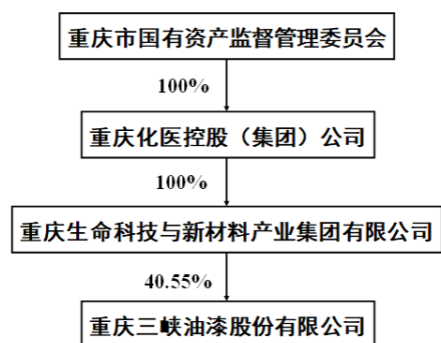 重庆市国有资产监督管理委员会
100%
重庆化医控股（集团）公司
100%
重庆生命科技与新材料产业集团有限公司
40.55%
重庆三峡油漆股份有限公司